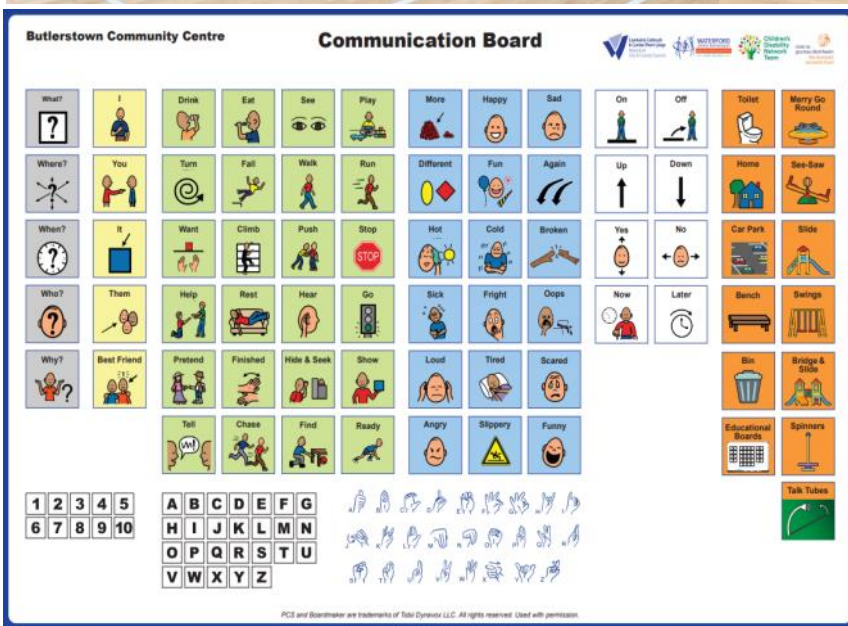 Butlerstown Community Centre
Communication Board
WATERFORD
Children's
Disability
Network
Team
What?
I
Drink
Eat
See
Play
More
Happy
Sad
On
Off
Toilet
Merry Go
Round
Where?
You
Turn
Fall
Walk
Run
Different
Fun
Again
Up
Down
Home
See-Saw
When?
It
Want
Climb
Push
Stop
STOP
Hot
Cold
Broken
Yes
No
Car Park
Slide
Who?
Them
Help
Rest
Hear
Go
Sick
Fright
Oops
Now
Later
Bench
Swings
Why?
Best Friend
Pretend
Finished
Hide & Seek
Show
Loud
Tired
Scared
Bin
Bridge &
Slide
Tell
Chase
Find
Ready
Angry
Slippery
Funny
Educational
Boards
Spinners
Talk Tubes
1 2 3 4 5
6 7 8 9 10
A B C D E F G
H I J K L M N
O P Q R S T U
V W X Y Z
PCS and Boardmaker are trademarks of Tobii Dynavox LLC. All rights reserved. Used with permission.